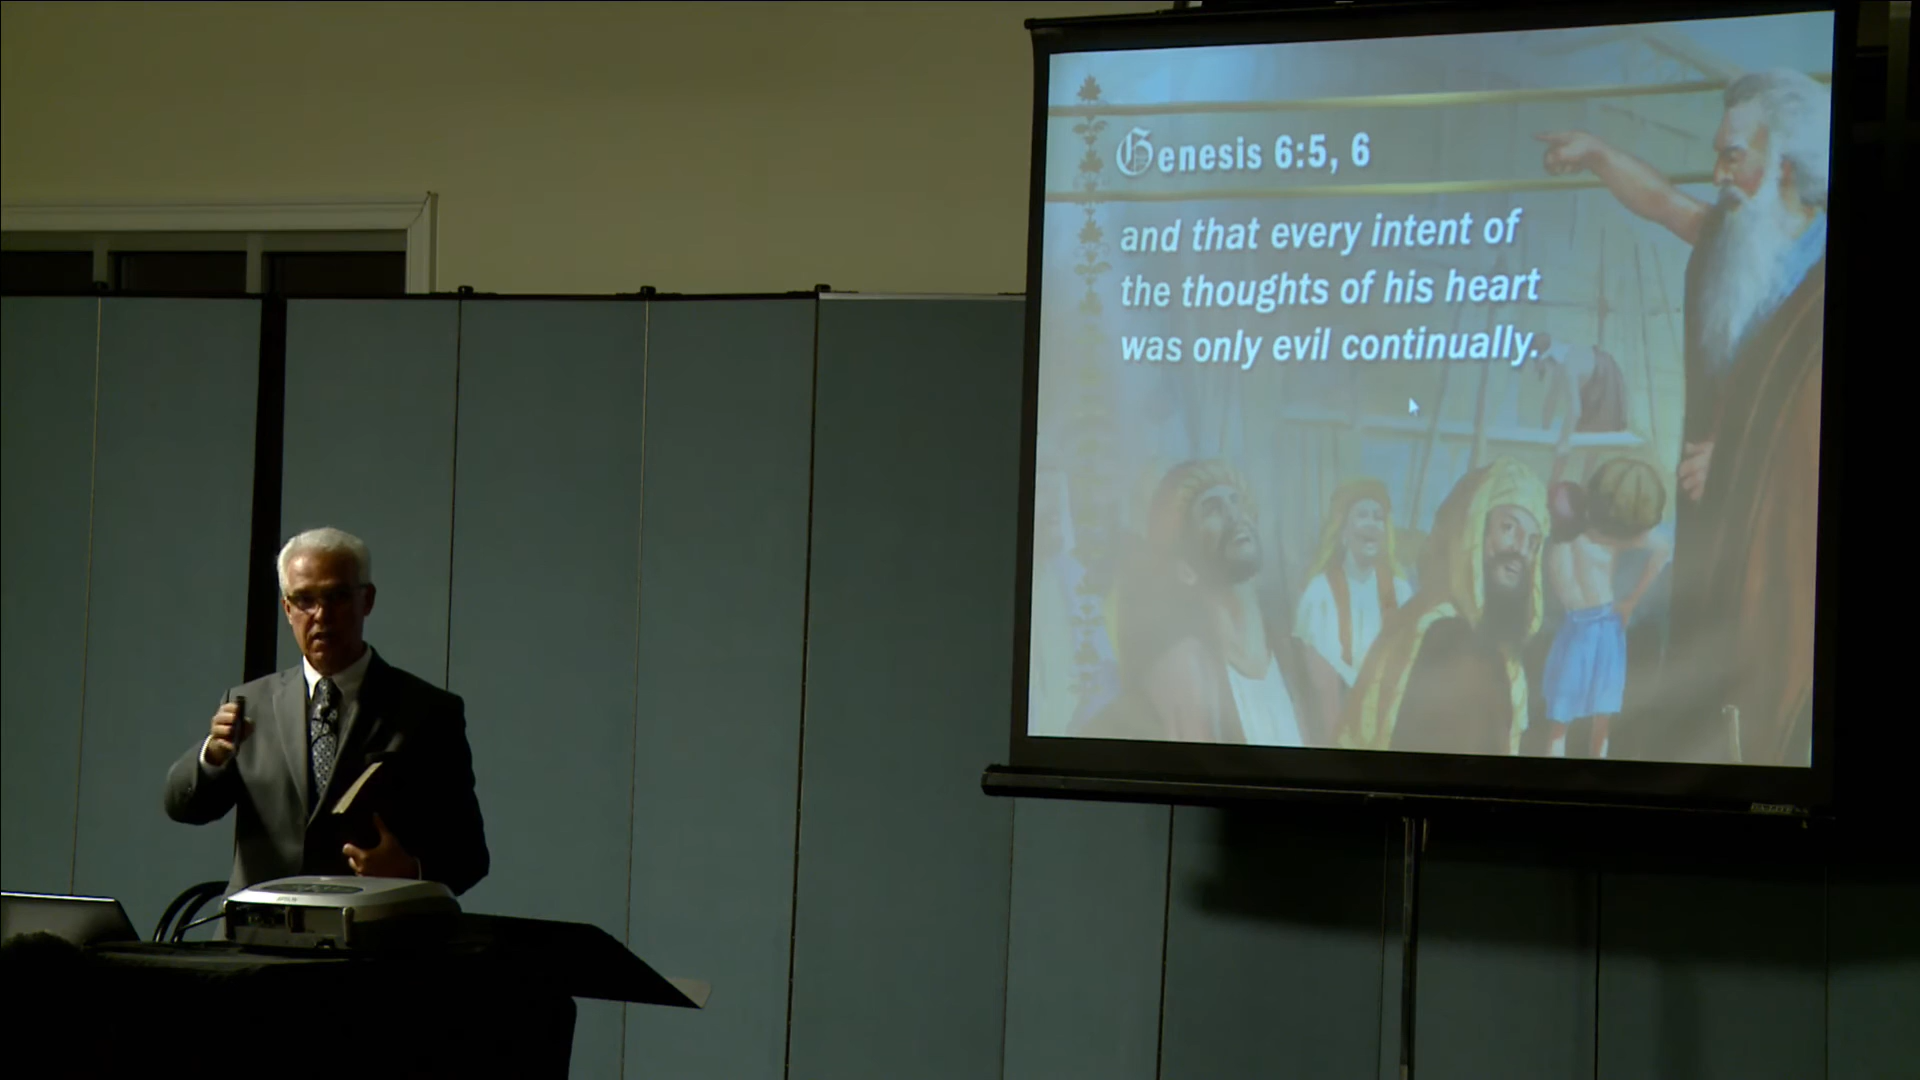 Genesis 6:5, 6
and that every intent of
the thoughts of his heart
was only evil continually.